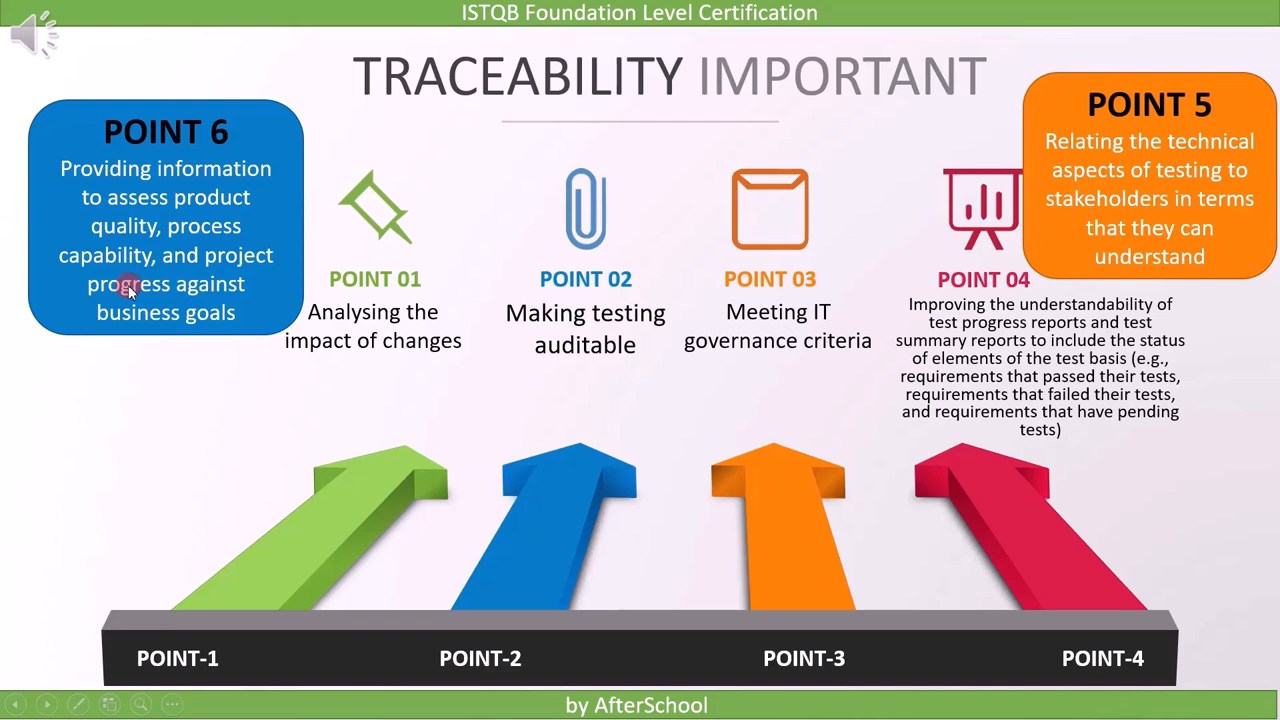 ISTQB Foundation Level Certification
TRACEABILITY IMPORTANT
POINT 6
Providing information
to assess product
quality, process
capability, and project
progress against
business goals
POINT 01
Analysing the
impact of changes
POINT 02
Making testing
auditable
POINT 03
Meeting IT
governance criteria
POINT 04
Improving the understandability of
test progress reports and test
summary reports to include the status
of elements of the test basis (e.g.,
requirements that passed their tests,
requirements that failed their tests,
and requirements that have pending
tests)
POINT 5
Relating the technical
aspects of testing to
stakeholders in terms
that they can
understand
POINT-1
POINT-2
POINT-3
POINT-4
by AfterSchool